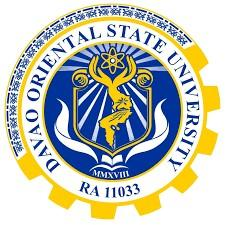 DAVAO ORIENTAL STATE UNIVERSITY
MMXVIII
RA 11033